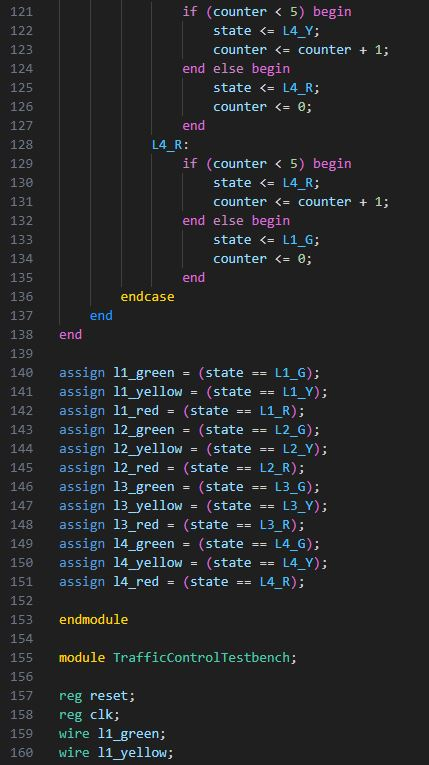 121 if (counter < 5) begin
122 state <= L4_Y;
123 counter <= counter + 1;
124 end else begin
125 state <= L4_R;
126 counter <= 0;
127 end
128 L4_R:
129 if (counter < 5) begin
130 state <= L4_R;
131 counter <= counter + 1;
132 end else begin
133 state <= L1_G;
134 counter <= 0;
135 end
136 endcase
137 end
138 end
139
140 assign l1_green = (state == L1_G);
141 assign l1_yellow = (state == L1_Y);
142 assign l1_red = (state == L1_R);
143 assign l2_green = (state == L2_G);
144 assign l2_yellow = (state == L2_Y);
145 assign l2_red = (state == L2_R);
146 assign l3_green = (state == L3_G);
147 assign l3_yellow = (state == L3_Y);
148 assign l3_red = (state == L3_R);
149 assign l4_green = (state == L4_G);
150 assign l4_yellow = (state == L4_Y);
151 assign l4_red = (state == L4_R);
152
153 endmodule
154
155 module TrafficControlTestbench;
156
157 reg reset;
158 reg clk;
159 wire l1_green;
160 wire l1_yellow;